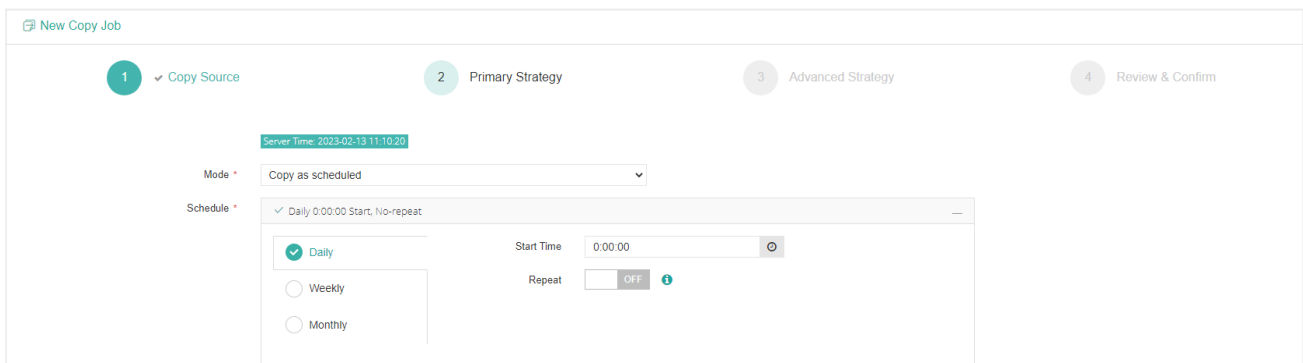 New Copy Job
1 Copy Source 2 Primary Strategy 3 Advanced Strategy 4 Review & Confirm
Server Time: 2023-02-13 11:10:20
Mode * Copy as scheduled
Schedule * Daily 0:00:00 Start, No-repeat
Daily Start Time 0:00:00
Repeat OFF
Weekly
Monthly